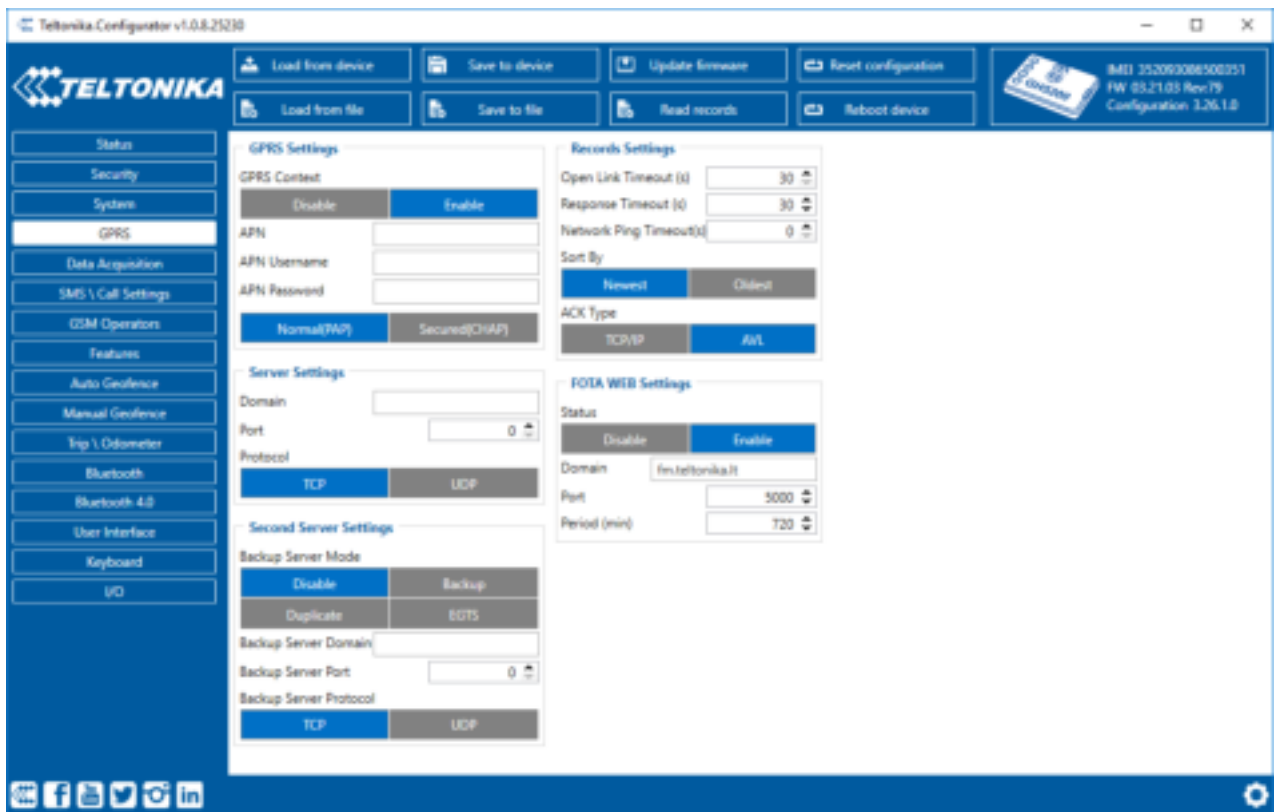 Teltonika.Configurator v1.0.8.25230
TELTONIKA
Load from device
Save to device
Update firmware
Reset configuration
Load from file
Save to file
Read records
Reboot device
IMEI 352093086500351
FW 03.21.03 Rev:79
Configuration 3.26.1.0
Status
Security
System
GPRS
Data Acquisition
SMS \ Call Settings
GSM Operators
Features
Auto Geofence
Manual Geofence
Trip \ Odometer
Bluetooth
Bluetooth 4.0
User Interface
Keyboard
I/O
GPRS Settings
GPRS Context
Disable Enable
APN
APN Username
APN Password
Normal(PAP) Secured(CHAP)
Server Settings
Domain
Port 0
Protocol
TCP UDP
Second Server Settings
Backup Server Mode
Disable Backup
Duplicate EGTS
Backup Server Domain
Backup Server Port 0
Backup Server Protocol
TCP UDP
Records Settings
Open Link Timeout (s) 30
Response Timeout (s) 30
Network Ping Timeout(s) 0
Sort By
Newest Oldest
ACK Type
TCP/IP AVL
FOTA WEB Settings
Status
Disable Enable
Domain fm.teltonika.lt
Port 5000
Period (min) 720